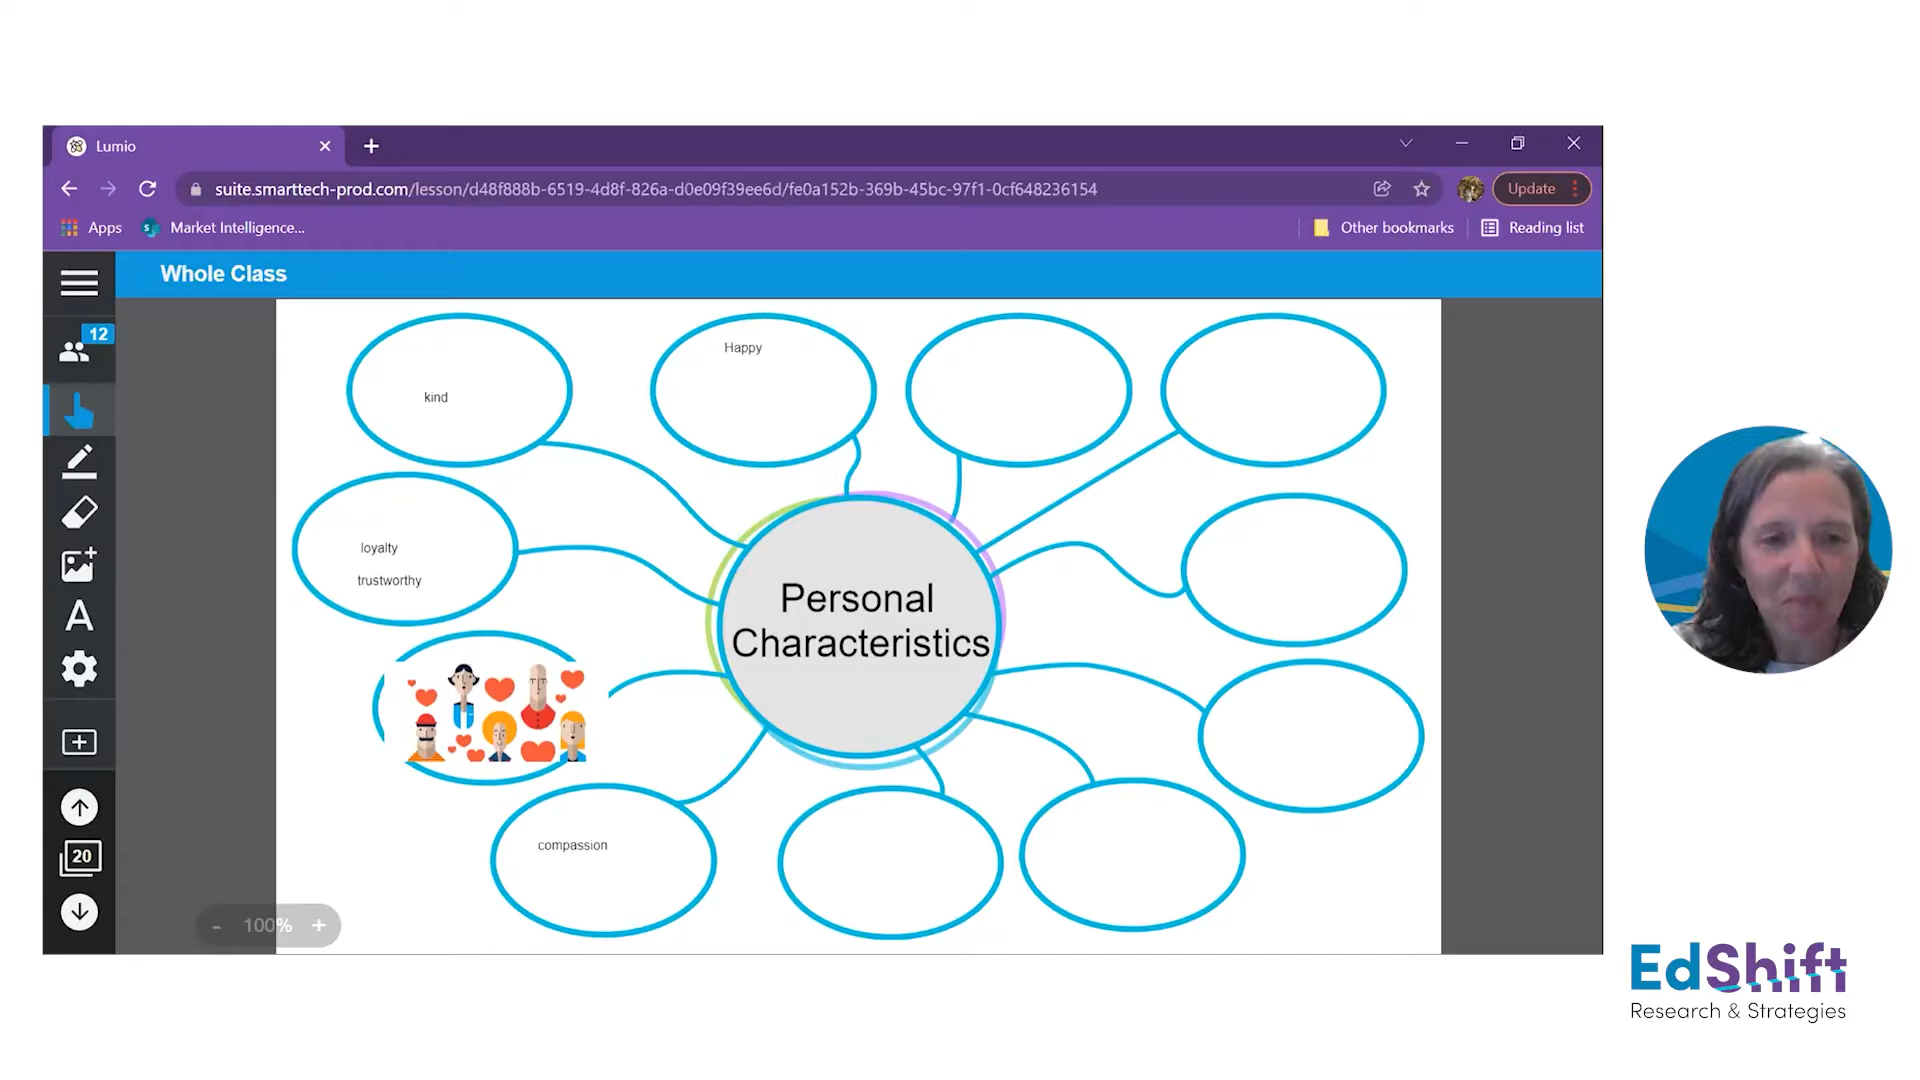 Lumio
suite.smarttech-prod.com/lesson/d48f888b-6519-4d8f-826a-d0e09f39ee6d/fe0a152b-369b-45bc-97f1-0cf648236154
Update
Apps
Market Intelligence...
Other bookmarks
Reading list
Whole Class
12
kind
Happy
loyalty
trustworthy
Personal
Characteristics
compassion
A
20
- 100% +
EdShift
Research & Strategies